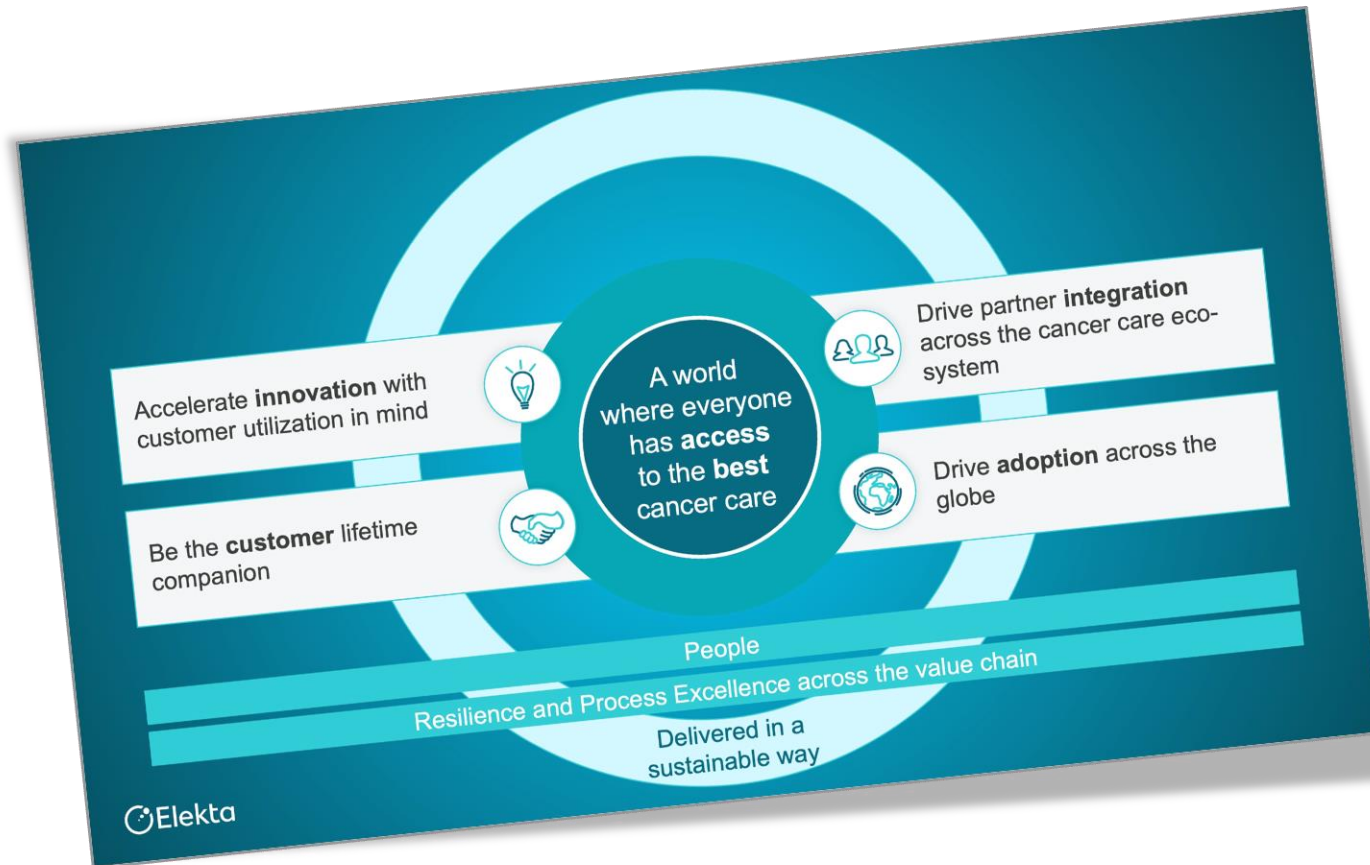 Accelerate innovation with
customer utilization in mind
Be the customer lifetime
companion
A world
where everyone
has access
to the best
cancer care
Drive partner integration
across the cancer care eco-
system
Drive adoption across the
globe
People
Resilience and Process Excellence across the value chain
Delivered in a
sustainable way
Elekta